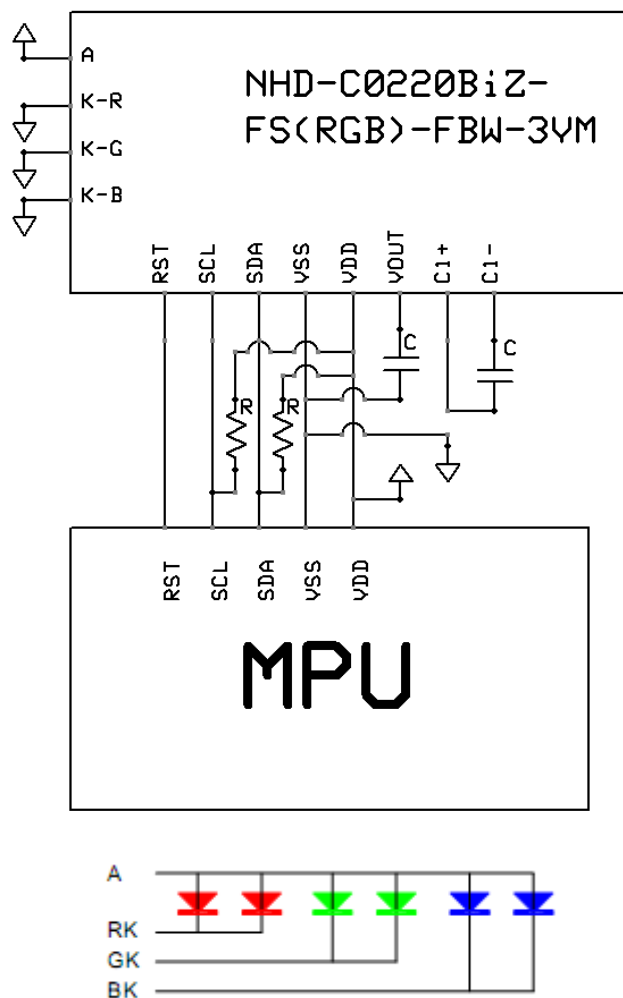 A
NHD-C0220BiZ-
K-R
FS(RGB)-FBW-3VM
K-G
K-B
RST
SCL
SDA
VSS
VDD
VOUT
C1+
C1-
C
C
R
R
RST
SCL
SDA
VSS
VDD
MPU
A
RK
GK
BK